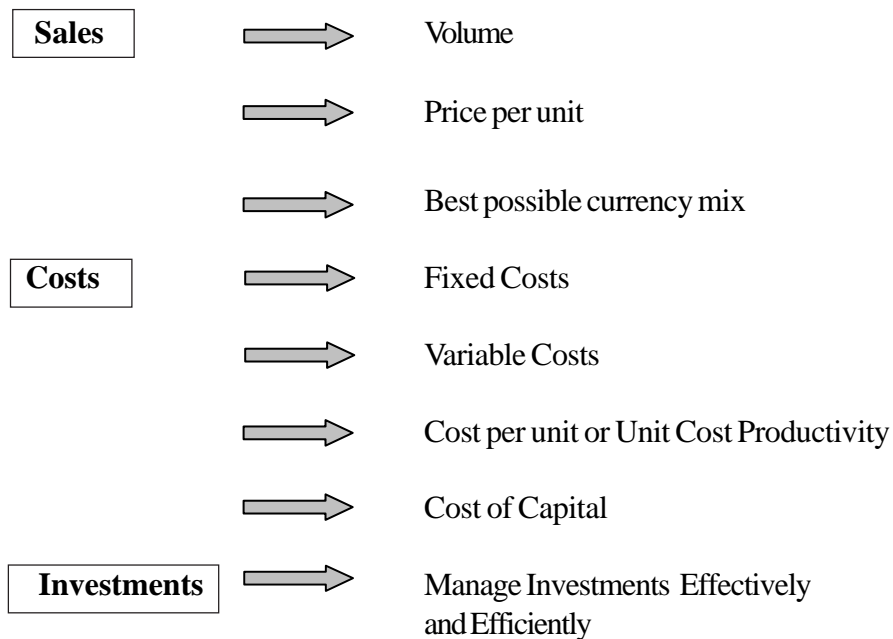 Sales Volume
Price per unit
Best possible currency mix
Costs Fixed Costs
Variable Costs
Cost per unit or Unit Cost Productivity
Cost of Capital
Investments Manage Investments Effectively
and Efficiently